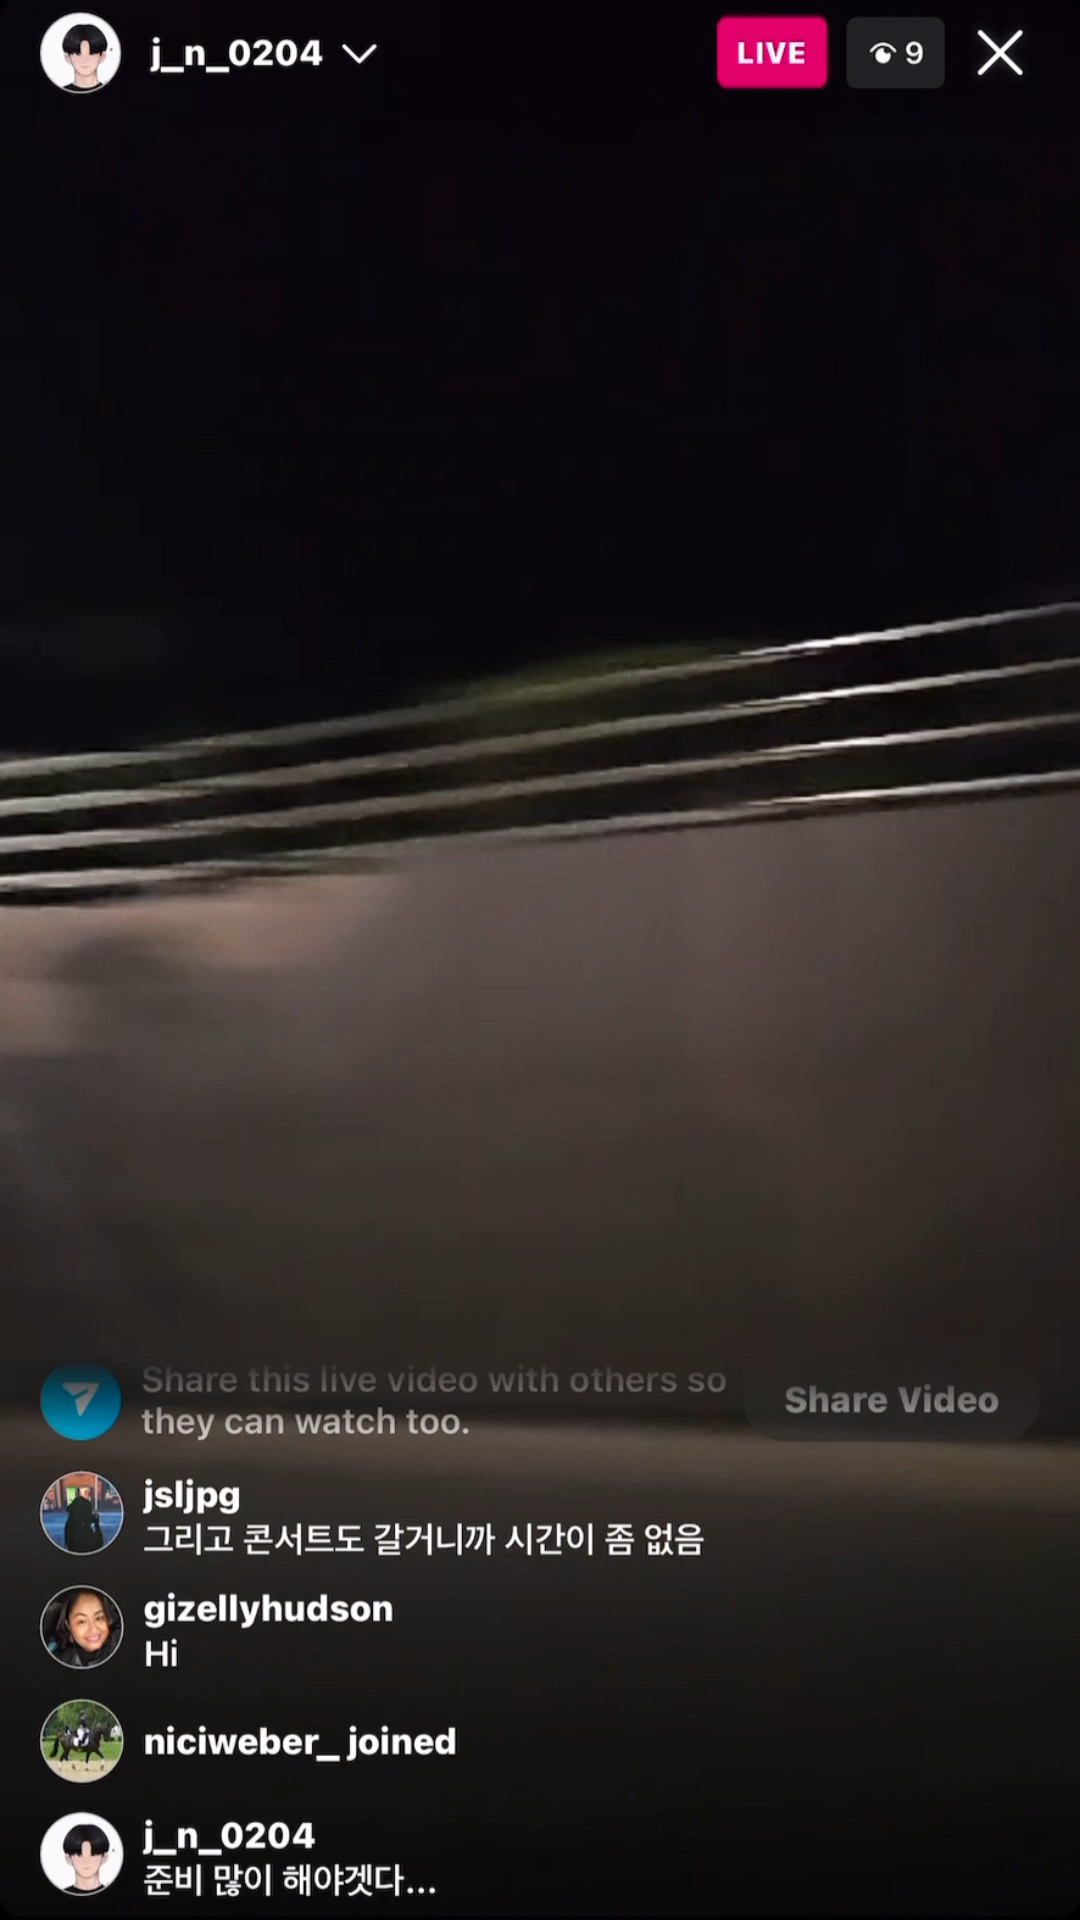 j_n_0204
LIVE
9
Share this live video with others so
they can watch too.
Share Video
jsljpg
그리고 콘서트도 갈거니까 시간이 좀 없음
gizellyhudson
Hi
niciweber_ joined
j_n_0204
준비 많이 해야겟다...